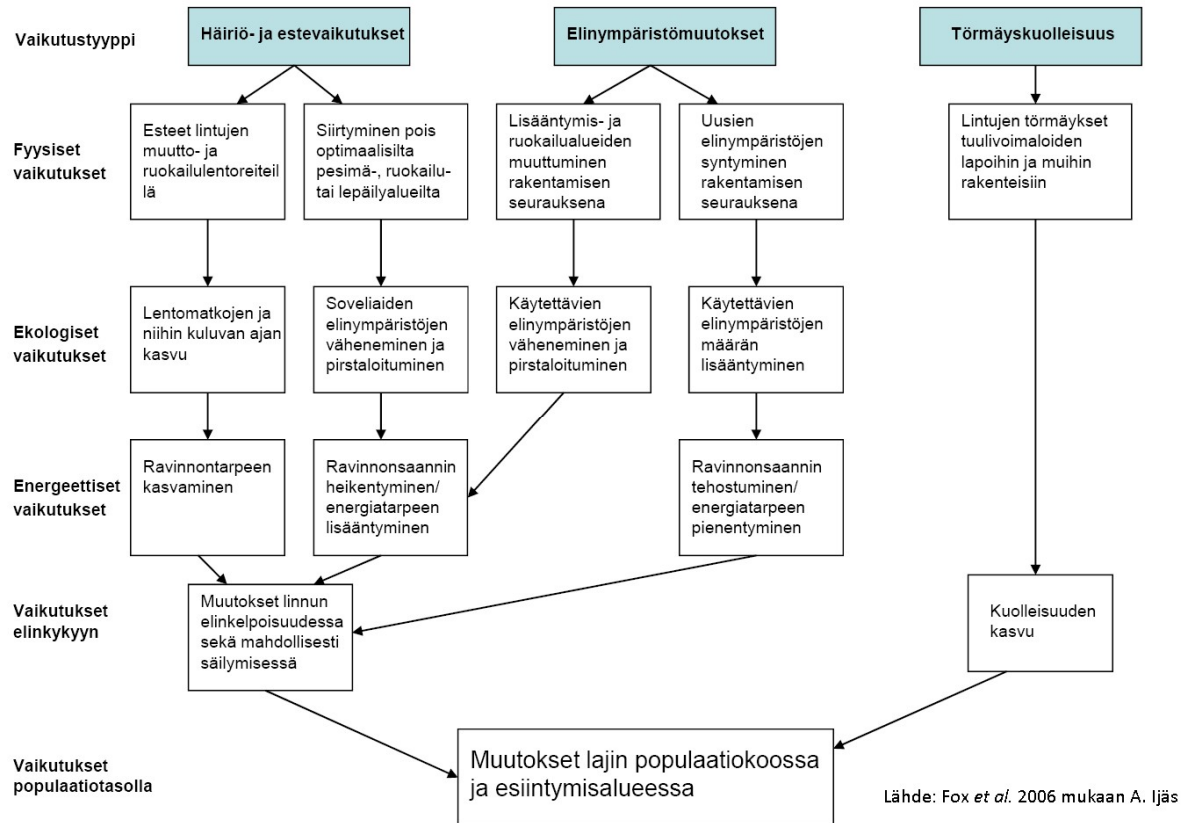 Vaikutustyyppi
Häiriö- ja estevaikutukset
Elinympäristömuutokset
Törmäyskuolleisuus
Fyysiset
vaikutukset
Esteet lintujen
muutto- ja
ruokailulentoreiteil
lä
Siirtyminen pois
optimaalisilta
pesimä-, ruokailu-
tai lepäilyalueilta
Lisääntymis- ja
ruokailualueiden
muuttuminen
rakentamisen
seurauksena
Uusien
elinympäristöjen
syntyminen
rakentamisen
seurauksena
Lintujen törmäykset
tuulivoimaloiden
lapoihin ja muihin
rakenteisiin
Ekologiset
vaikutukset
Lentomatkojen ja
niihin kuluvan ajan
kasvu
Soveliaiden
elinympäristöjen
väheneminen ja
pirstaloituminen
Käytettävien
elinympäristöjen
väheneminen ja
pirstaloituminen
Käytettävien
elinympäristöjen
määrän
lisääntyminen
Energeettiset
vaikutukset
Ravinnontarpeen
kasvaminen
Ravinnonsaannin
heikentyminen/
energiatarpeen
lisääntyminen
Ravinnonsaannin
tehostuminen/
energiatarpeen
pienentyminen
Vaikutukset
elinkykyyn
Muutokset linnun
elinkelpoisuudessa
sekä mahdollisesti
säilymisessä
Kuolleisuuden
kasvu
Vaikutukset
populaatiotasolla
Muutokset lajin populaatiokoossa
ja esiintymisalueessa
Lähde: Fox et al. 2006 mukaan A. Ijäs